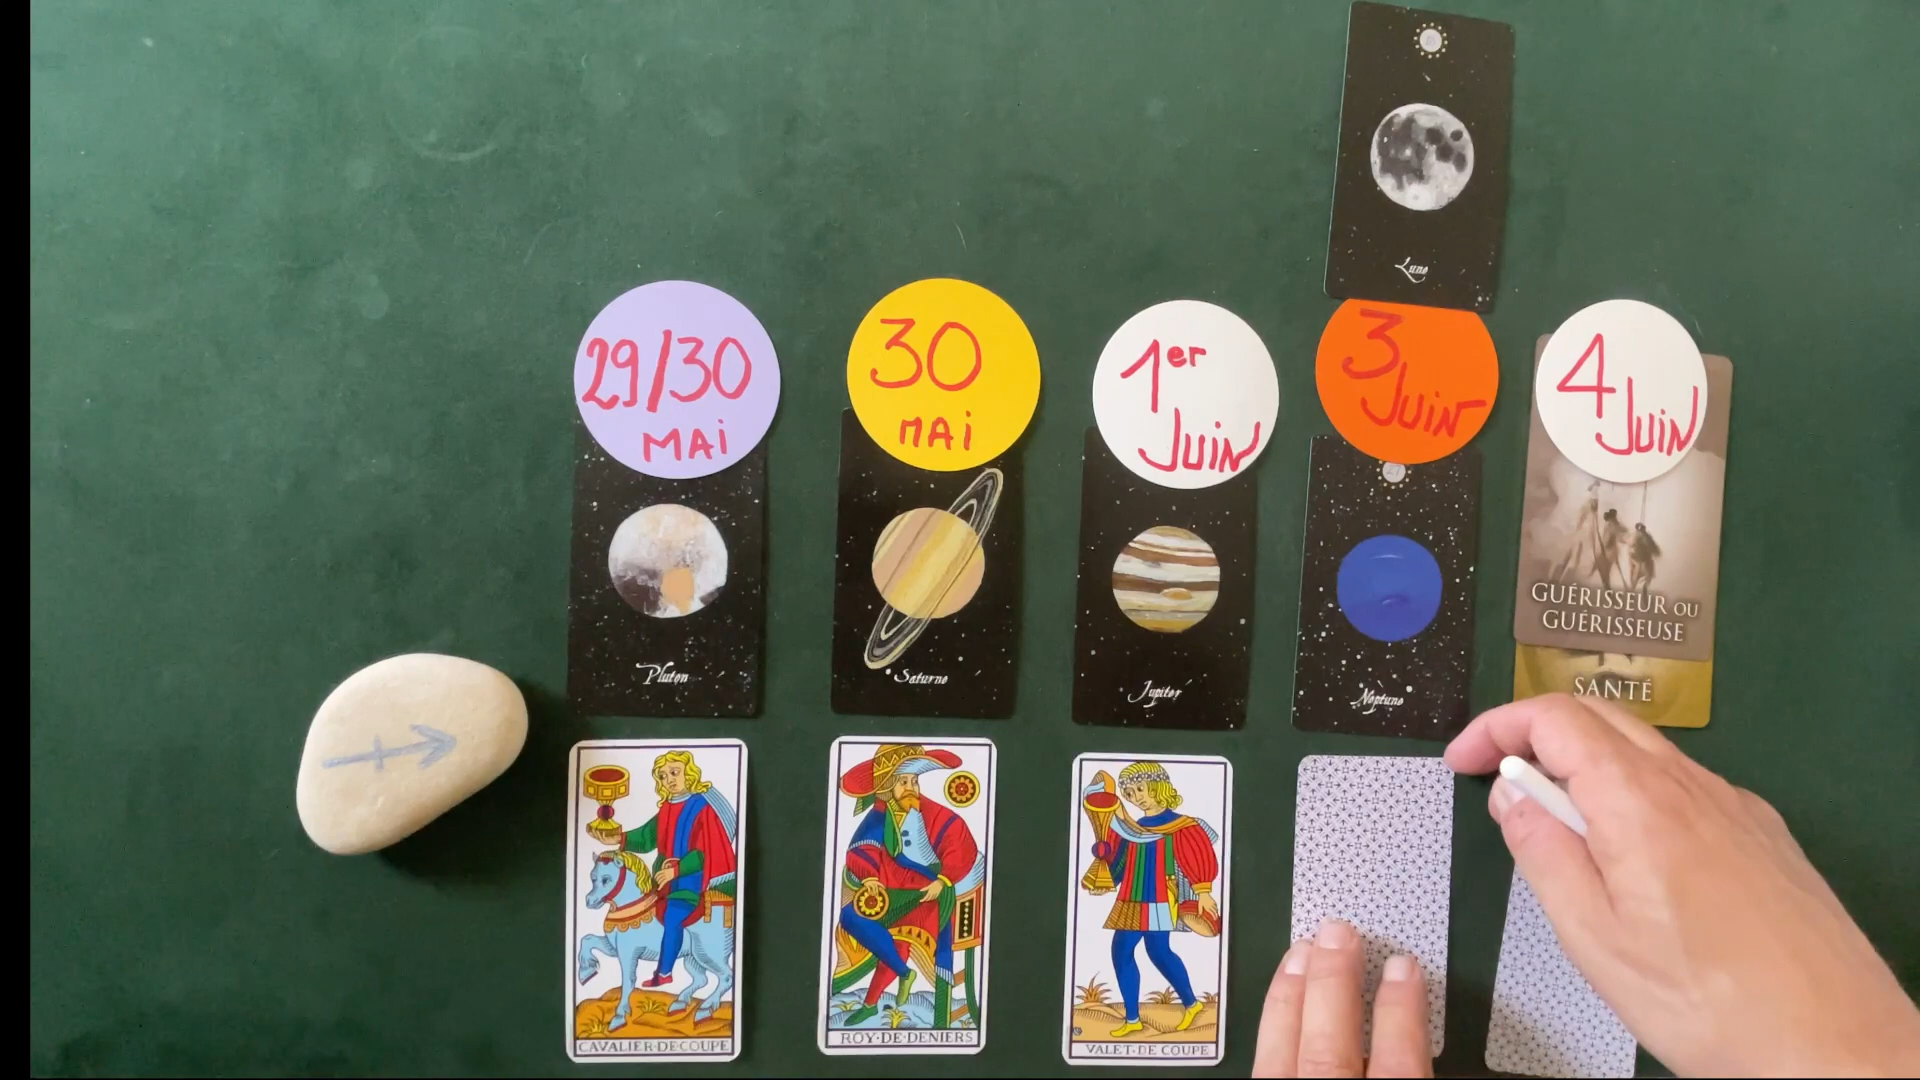 Lune
29/30
MAi
30
MAi
1er
JUiN
3
JUiN
4
JUiN
Pluton
Saturne
Jupiter
Neptune
GUÉRISSEUR OU
GUÉRISSEUSE
SANTÉ
CAVALIER·DE·COUPE
ROY·DE·DENIERS
VALET·DE COUPE